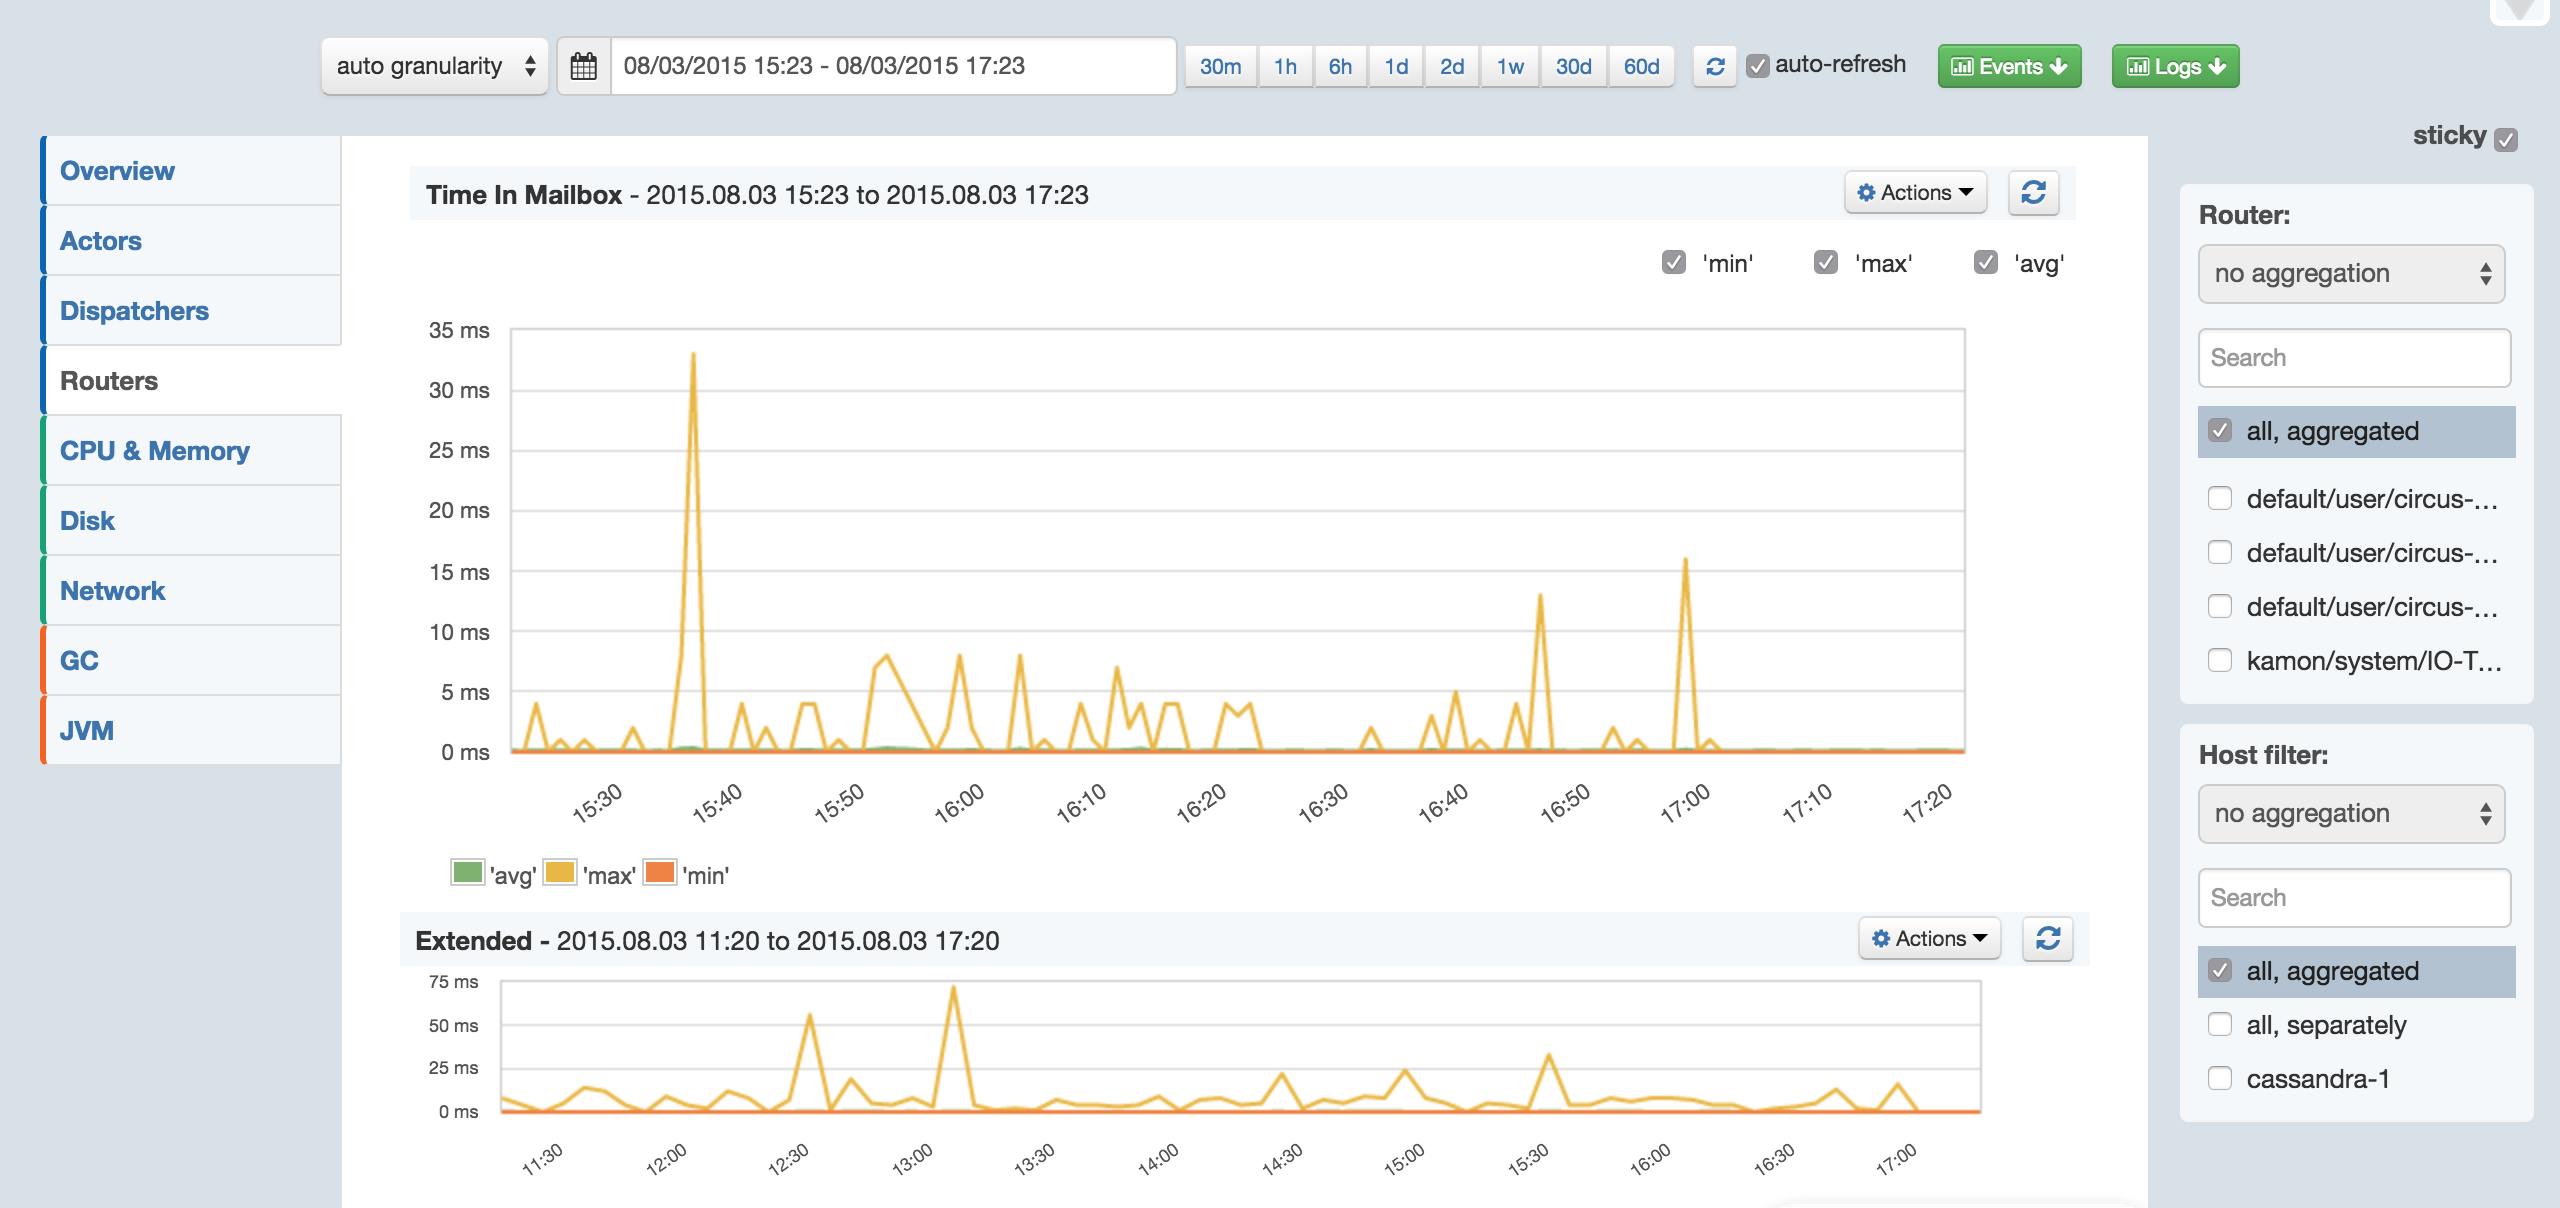 auto granularity 08/03/2015 15:23 - 08/03/2015 17:23 30m 1h 6h 1d 2d 1w 30d 60d auto-refresh Events Logs
sticky
Overview
Actors
Dispatchers
Routers
CPU & Memory
Disk
Network
GC
JVM
Time In Mailbox - 2015.08.03 15:23 to 2015.08.03 17:23 Actions
'min' 'max' 'avg'
35 ms
30 ms
25 ms
20 ms
15 ms
10 ms
5 ms
0 ms
15:30 15:40 15:50 16:00 16:10 16:20 16:30 16:40 16:50 17:00 17:10 17:20
'avg' 'max' 'min'
Extended - 2015.08.03 11:20 to 2015.08.03 17:20 Actions
75 ms
50 ms
25 ms
0 ms
11:30 12:00 12:30 13:00 13:30 14:00 14:30 15:00 15:30 16:00 16:30 17:00
Router:
no aggregation
Search
all, aggregated
default/user/circus-...
default/user/circus-...
default/user/circus-...
kamon/system/IO-T...
Host filter:
no aggregation
Search
all, aggregated
all, separately
cassandra-1